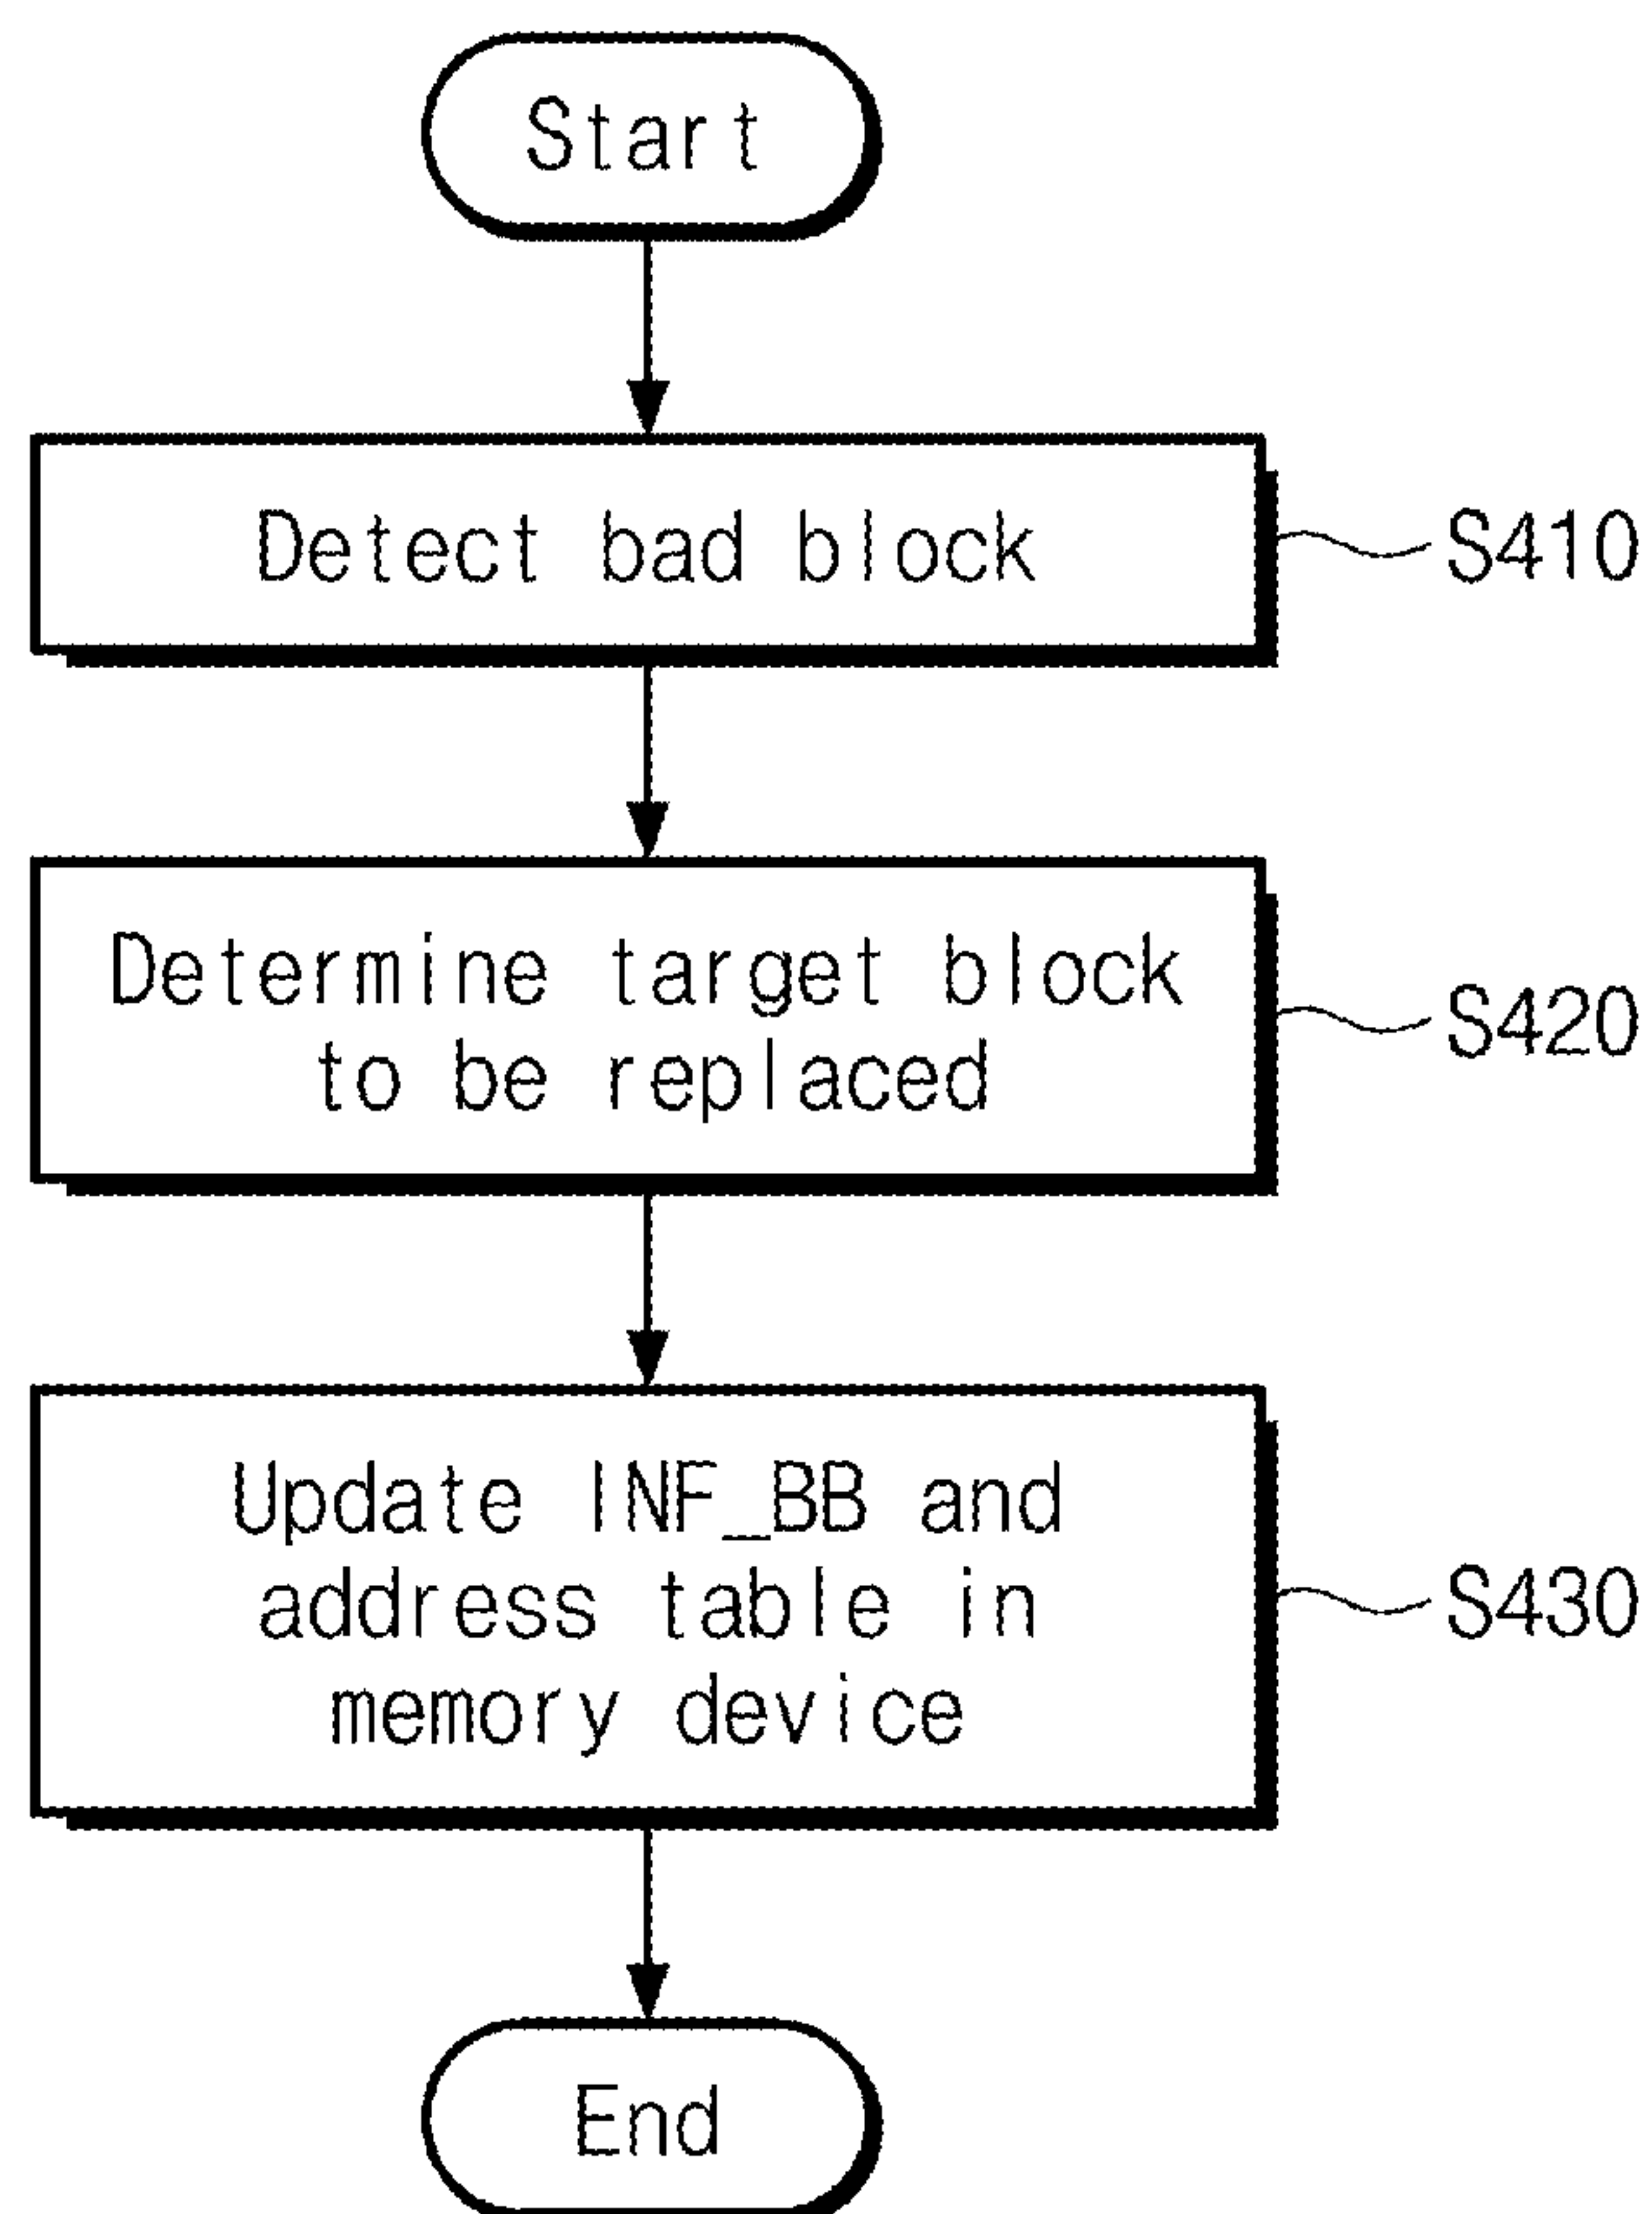 Start
Detect bad block
S410
Determine target block
to be replaced
S420
Update INF_BB and
address table in
memory device
S430
End